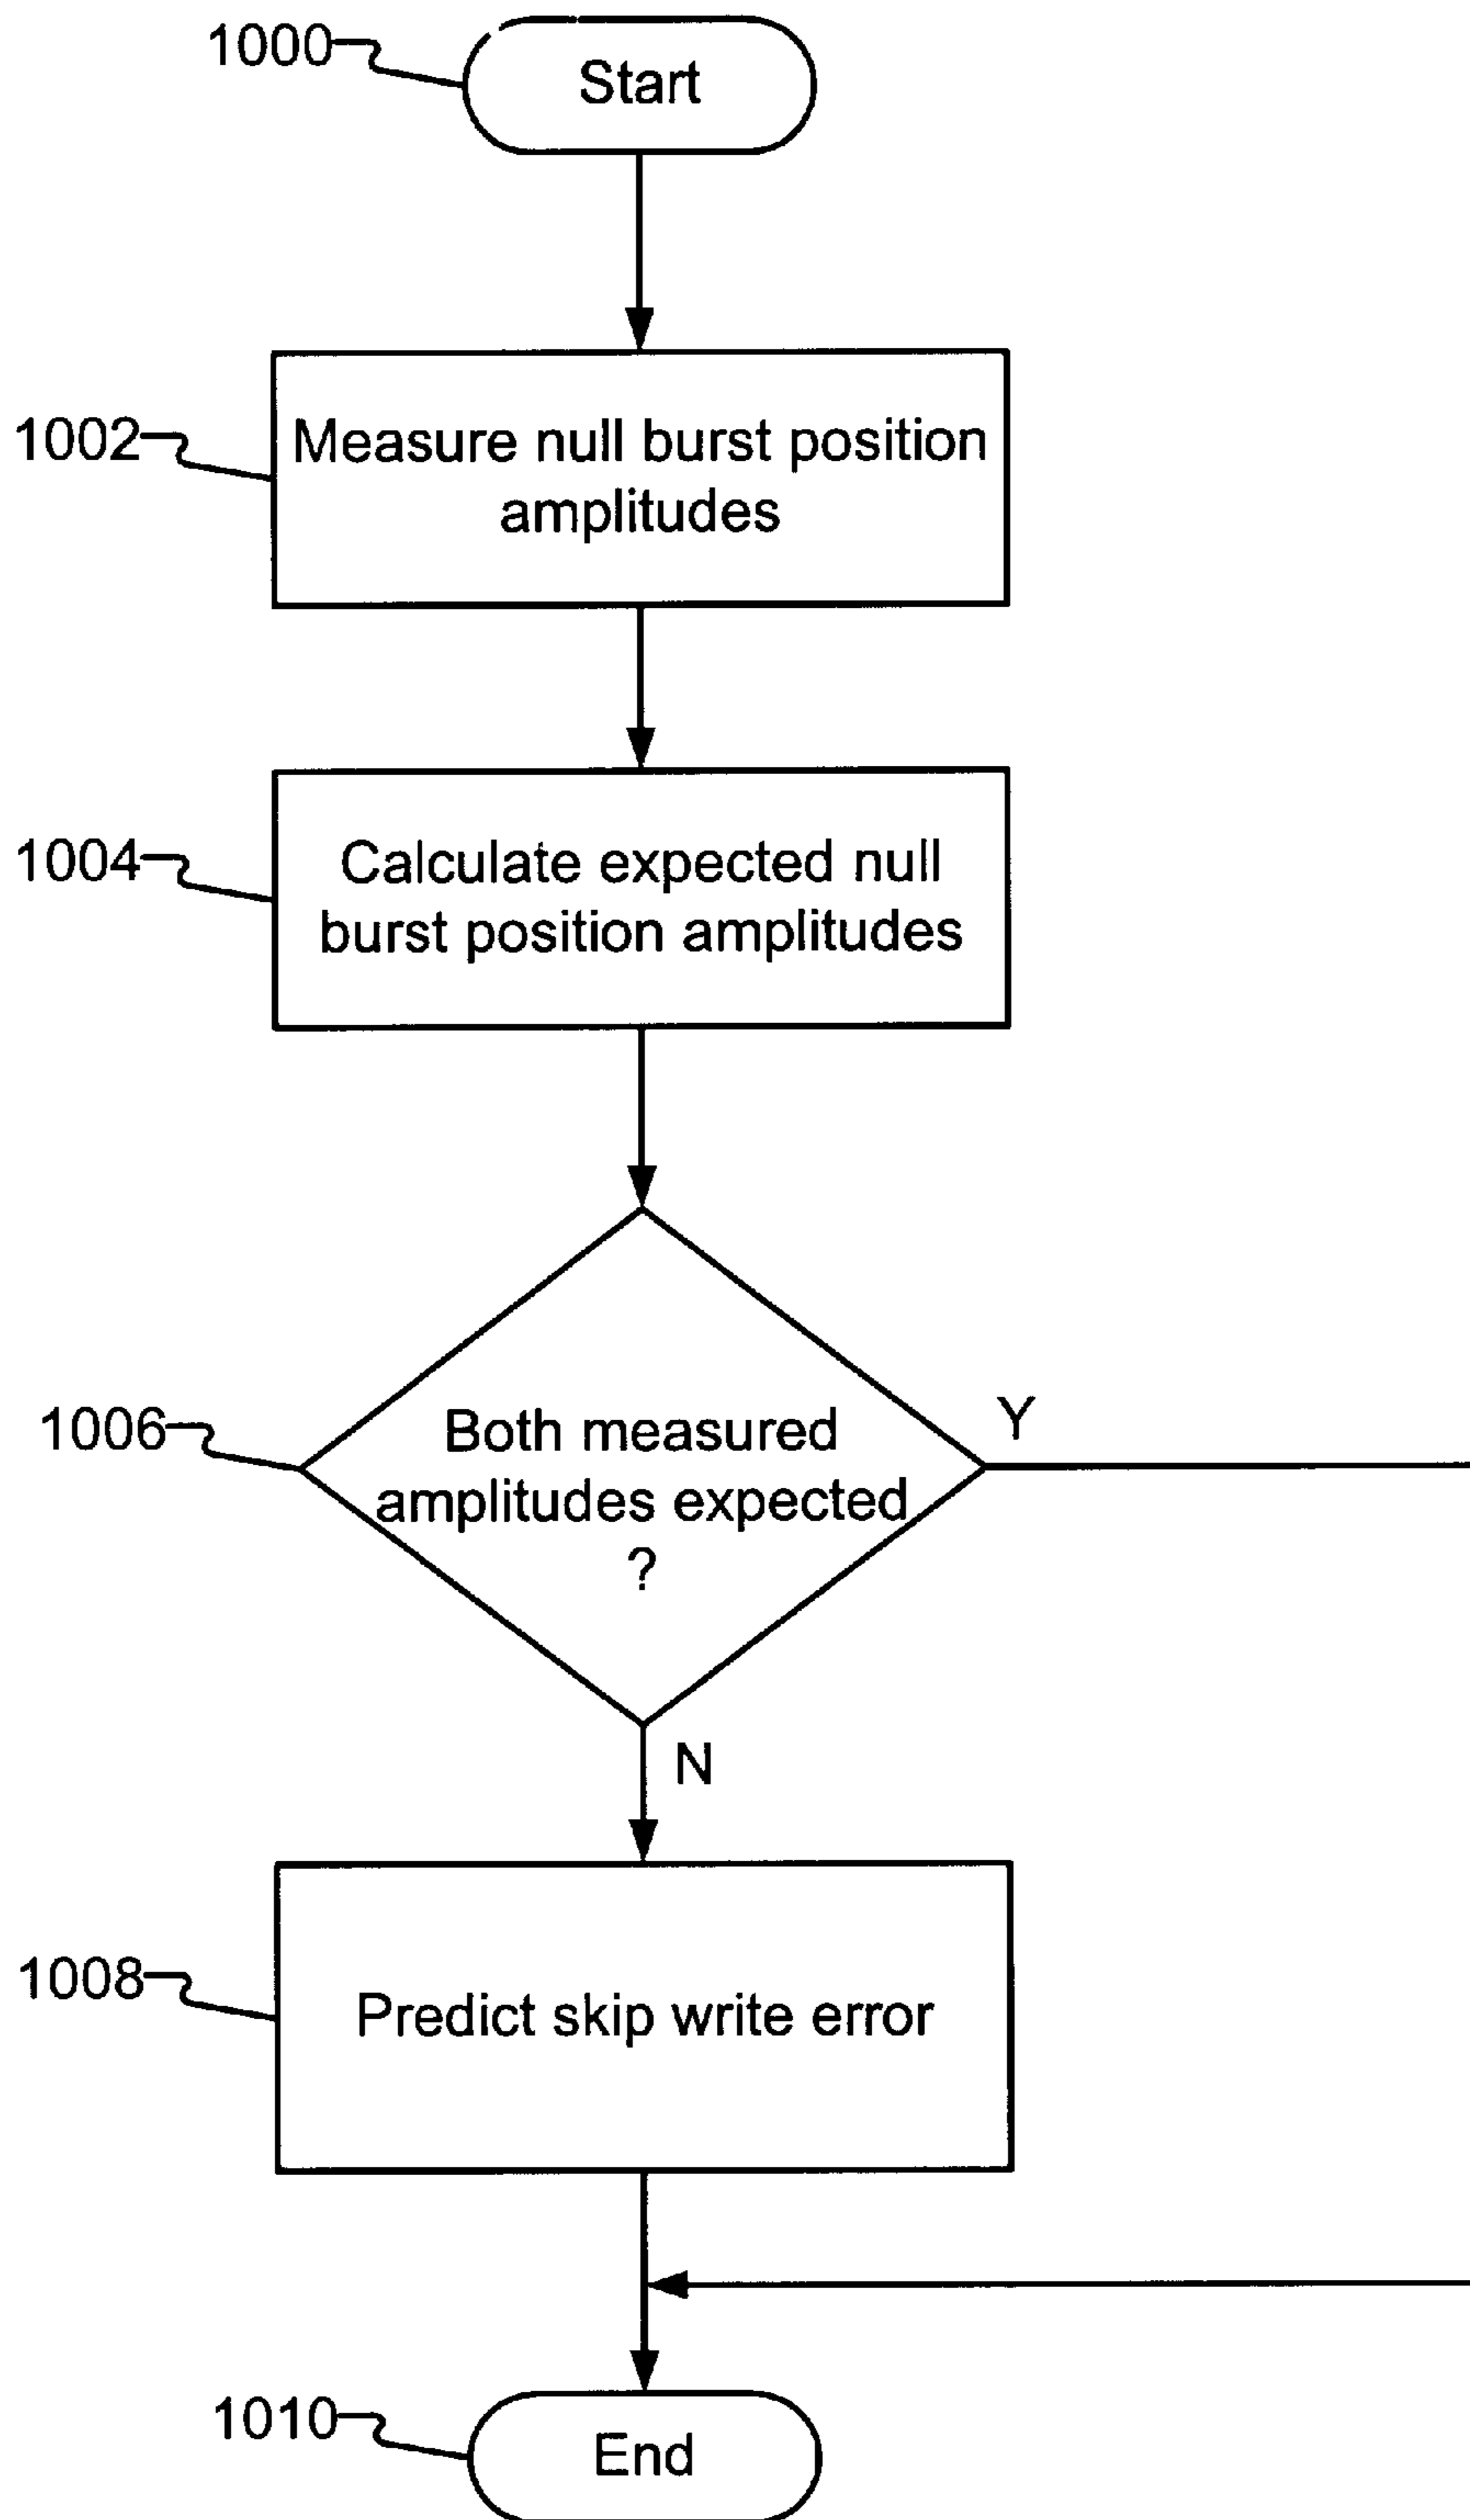 1000
Start
1002
Measure null burst position
amplitudes
1004
Calculate expected null
burst position amplitudes
1006
Both measured
amplitudes expected
?
Y
N
1008
Predict skip write error
1010
End